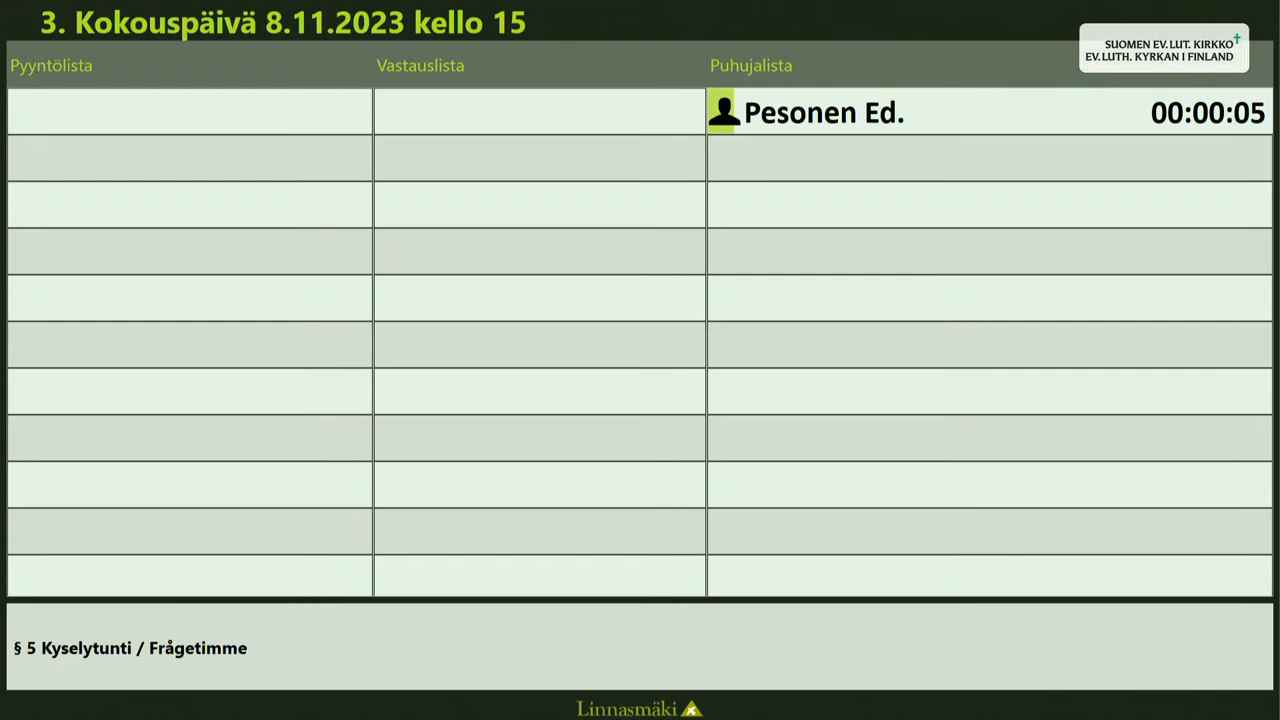 3. Kokouspäivä 8.11.2023 kello 15
SUOMEN EV. LUT. KIRKKO
EV. LUTH. KYRKAN I FINLAND
Pyyntölista
Vastauslista
Puhujalista
Pesonen Ed. 00:00:05
§ 5 Kyselytunti / Frågetimme
Linnasmäki